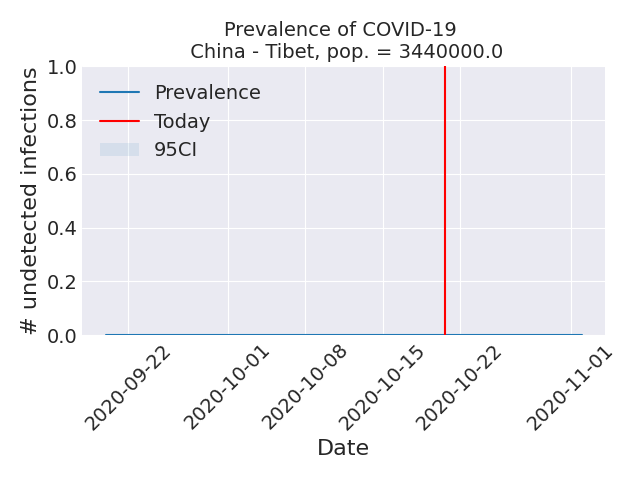 Prevalence of COVID-19
China - Tibet, pop. = 3440000.0
Prevalence
Today
95CI
# undetected infections
1.0
0.8
0.6
0.4
0.2
0.0
2020-09-22
2020-10-01
2020-10-08
2020-10-15
2020-10-22
2020-11-01
Date